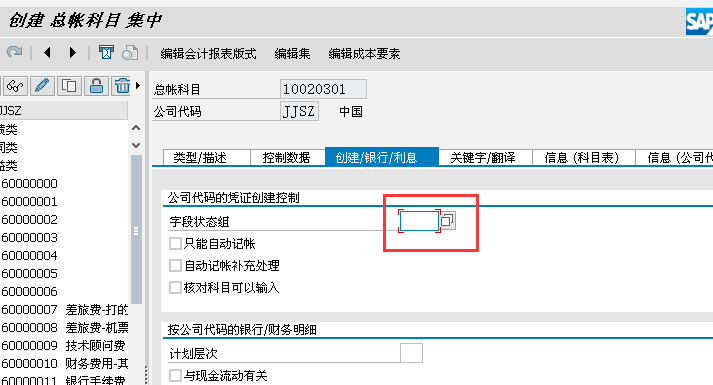 创建 总帐科目 集中
SAP
编辑会计报表版式 编辑集 编辑成本要素
JJSZ
总帐科目 10020301
公司代码 JJSZ 中国
类型/描述 控制数据 创建/银行/利息 关键字/翻译 信息 (科目表) 信息 (公司代
公司代码的凭证创建控制
字段状态组
只能自动记帐
自动记帐补充处理
核对科目可以输入
按公司代码的银行/财务明细
计划层次
与现金流动有关
60000000
60000001
60000002
60000003
60000004
60000005
60000006
60000007 差旅费-打的
60000008 差旅费-机票
60000009 技术顾问费
60000010 财务费用-其
60000011 银行手续费